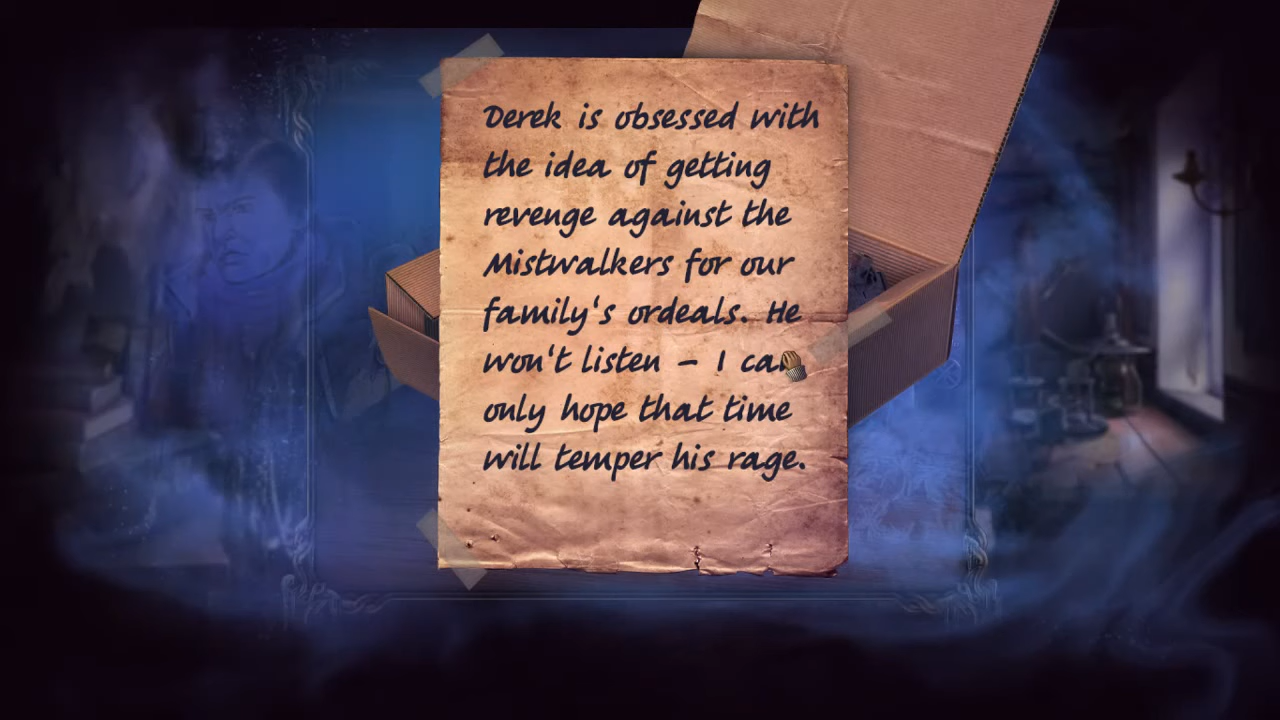 Derek is obsessed with
the idea of getting
revenge against the
Mistwalkers for our
family's ordeals. He
won't listen – I can
only hope that time
will temper his rage.